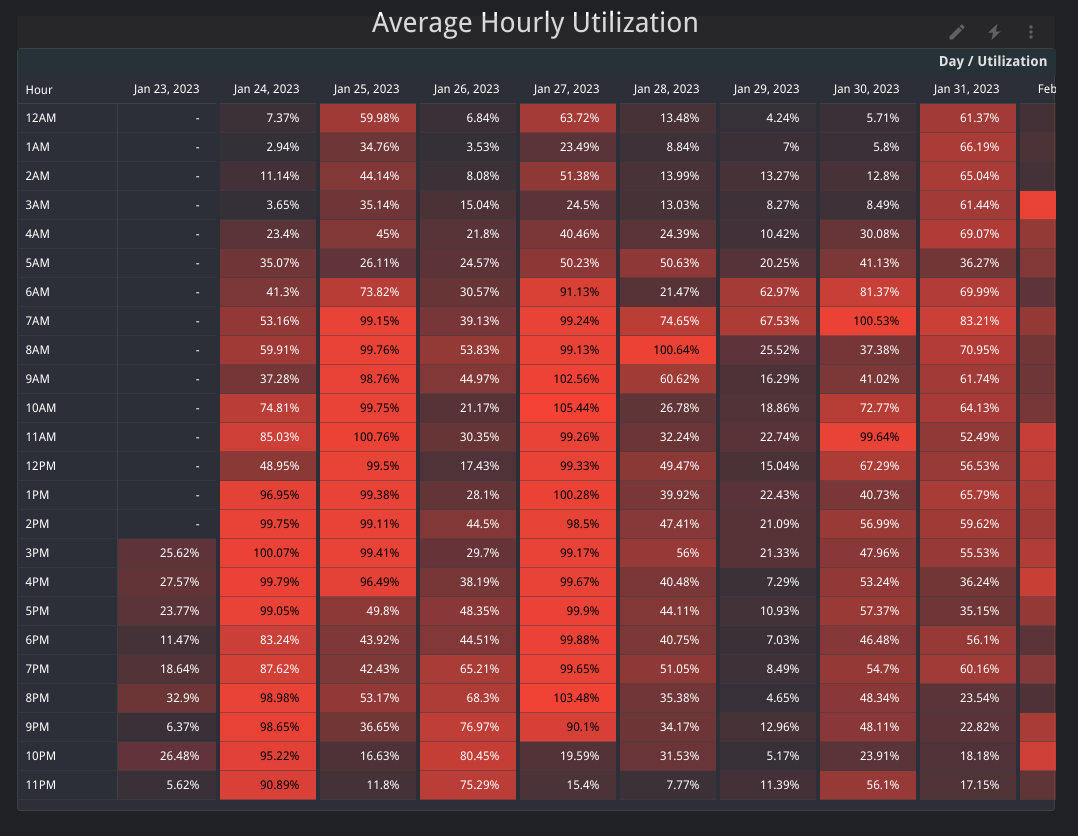 Average Hourly Utilization
Day / Utilization
Hour Jan 23, 2023 Jan 24, 2023 Jan 25, 2023 Jan 26, 2023 Jan 27, 2023 Jan 28, 2023 Jan 29, 2023 Jan 30, 2023 Jan 31, 2023 Feb
12AM - 7.37% 59.98% 6.84% 63.72% 13.48% 4.24% 5.71% 61.37%
1AM - 2.94% 34.76% 3.53% 23.49% 8.84% 7% 5.8% 66.19%
2AM - 11.14% 44.14% 8.08% 51.38% 13.99% 13.27% 12.8% 65.04%
3AM - 3.65% 35.14% 15.04% 24.5% 13.03% 8.27% 8.49% 61.44%
4AM - 23.4% 45% 21.8% 40.46% 24.39% 10.42% 30.08% 69.07%
5AM - 35.07% 26.11% 24.57% 50.23% 50.63% 20.25% 41.13% 36.27%
6AM - 41.3% 73.82% 30.57% 91.13% 21.47% 62.97% 81.37% 69.99%
7AM - 53.16% 99.15% 39.13% 99.24% 74.65% 67.53% 100.53% 83.21%
8AM - 59.91% 99.76% 53.83% 99.13% 100.64% 25.52% 37.38% 70.95%
9AM - 37.28% 98.76% 44.97% 102.56% 60.62% 16.29% 41.02% 61.74%
10AM - 74.81% 99.75% 21.17% 105.44% 26.78% 18.86% 72.77% 64.13%
11AM - 85.03% 100.76% 30.35% 99.26% 32.24% 22.74% 99.64% 52.49%
12PM - 48.95% 99.5% 17.43% 99.33% 49.47% 15.04% 67.29% 56.53%
1PM - 96.95% 99.38% 28.1% 100.28% 39.92% 22.43% 40.73% 65.79%
2PM - 99.75% 99.11% 44.5% 98.5% 47.41% 21.09% 56.99% 59.62%
3PM 25.62% 100.07% 99.41% 29.7% 99.17% 56% 21.33% 47.96% 55.53%
4PM 27.57% 99.79% 96.49% 38.19% 99.67% 40.48% 7.29% 53.24% 36.24%
5PM 23.77% 99.05% 49.8% 48.35% 99.9% 44.11% 10.93% 57.37% 35.15%
6PM 11.47% 83.24% 43.92% 44.51% 99.88% 40.75% 7.03% 46.48% 56.1%
7PM 18.64% 87.62% 42.43% 65.21% 99.65% 51.05% 8.49% 54.7% 60.16%
8PM 32.9% 98.98% 53.17% 68.3% 103.48% 35.38% 4.65% 48.34% 23.54%
9PM 6.37% 98.65% 36.65% 76.97% 90.1% 34.17% 12.96% 48.11% 22.82%
10PM 26.48% 95.22% 16.63% 80.45% 19.59% 31.53% 5.17% 23.91% 18.18%
11PM 5.62% 90.89% 11.8% 75.29% 15.4% 7.77% 11.39% 56.1% 17.15%